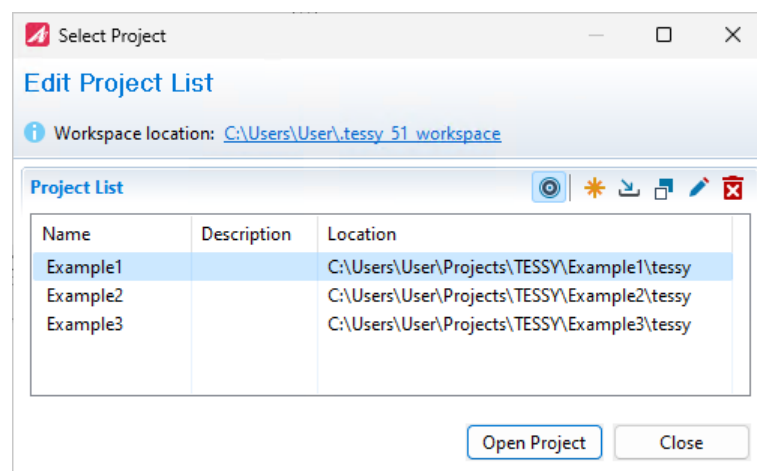 Select Project
Edit Project List
Workspace location: C:\Users\User\.tessy_51_workspace
Project List
Name Description Location
Example1 C:\Users\User\Projects\TESSY\Example1\tessy
Example2 C:\Users\User\Projects\TESSY\Example2\tessy
Example3 C:\Users\User\Projects\TESSY\Example3\tessy
Open Project Close